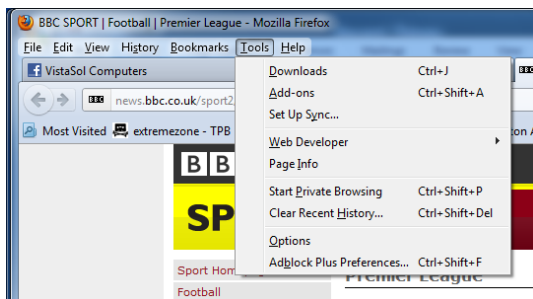 BBC SPORT | Football | Premier League - Mozilla Firefox
File Edit View History Bookmarks Tools Help
VistaSol Computers
Downloads Ctrl+J
BBC
Add-ons Ctrl+Shift+A
BBC news.bbc.co.uk/sport2
Set Up Sync...
Most Visited extremezone - TPB
Web Developer
Page Info
BB
Start Private Browsing Ctrl+Shift+P
SP
Clear Recent History... Ctrl+Shift+Del
Options
Adblock Plus Preferences... Ctrl+Shift+F
Sport Hom
Premier League
Football